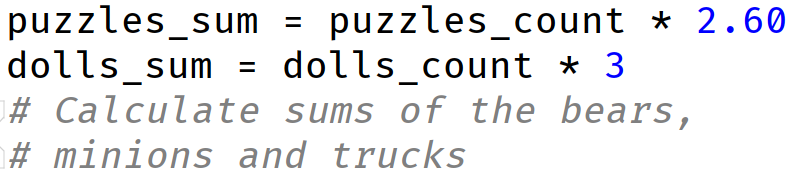 puzzles_sum = puzzles_count * 2.60
dolls_sum = dolls_count * 3
# Calculate sums of the bears,
# minions and trucks